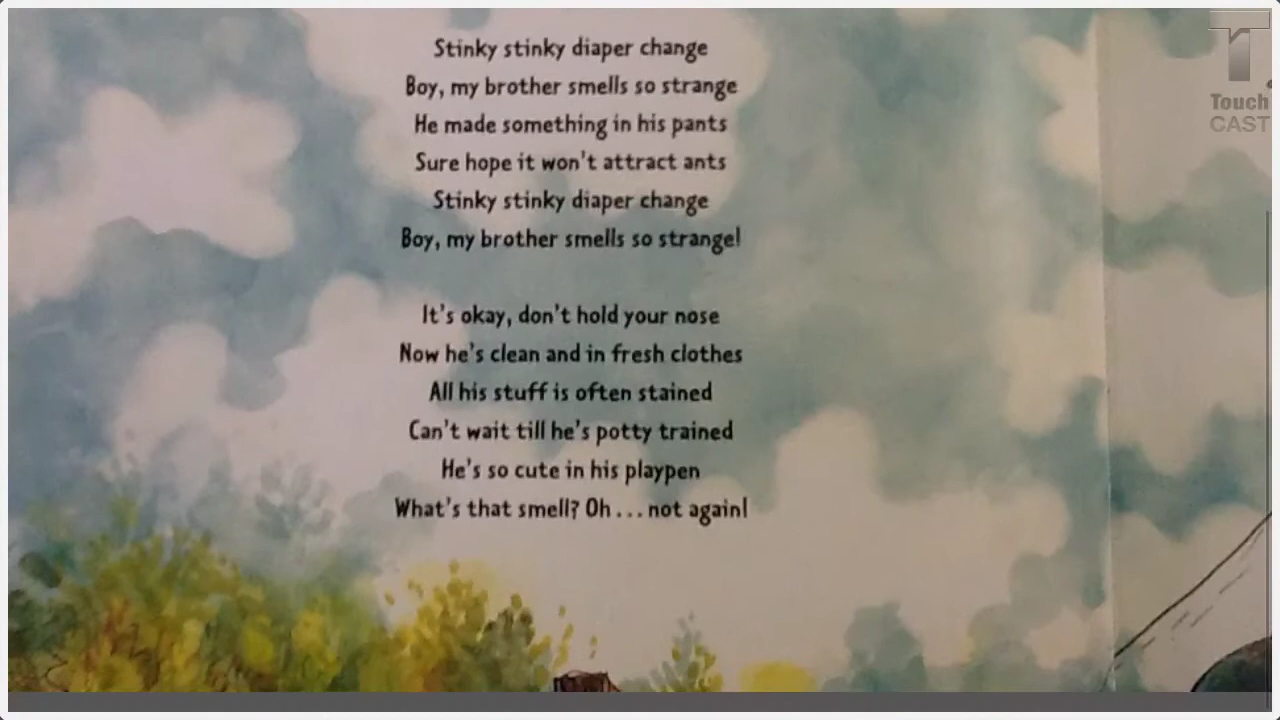 Stinky stinky diaper change
Boy, my brother smells so strange
He made something in his pants
Sure hope it won't attract ants
Stinky stinky diaper change
Boy, my brother smells so strange!
It's okay, don't hold your nose
Now he's clean and in fresh clothes
All his stuff is often stained
Can't wait till he's potty trained
He's so cute in his playpen
What's that smell? Oh ... not again!
T
Touch
CAST